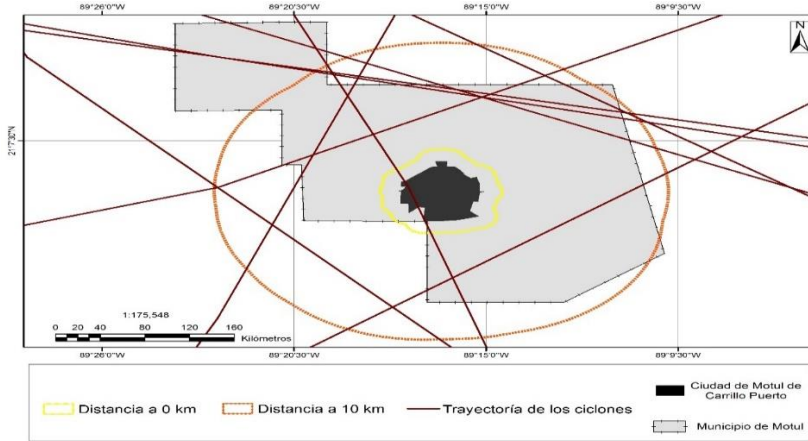 89°26'0"W 89°20'30"W 89°15'0"W 89°9'30"W
N
21°7'30"N
1:175,548
0 20 40 80 120 160
Kilómetros
89°26'0"W 89°20'30"W 89°15'0"W 89°9'30"W
Distancia a 0 km
Distancia a 10 km
Trayectoría de los ciclones
Ciudad de Motul de
Carrillo Puerto
Municipio de Motul